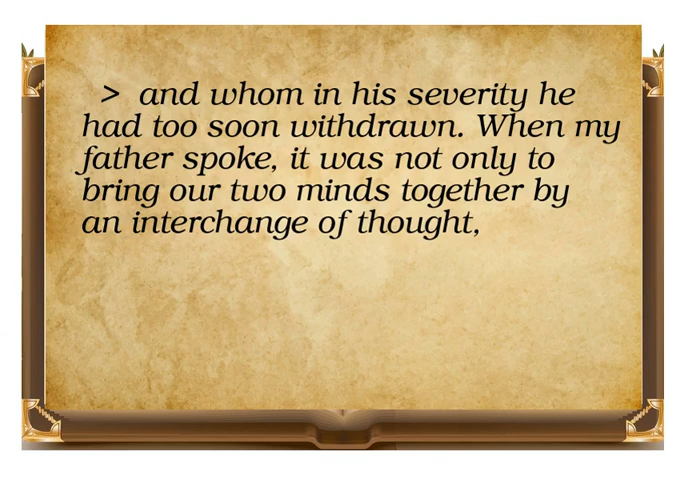 > and whom in his severity he
had too soon withdrawn. When my
father spoke, it was not only to
bring our two minds together by
an interchange of thought,